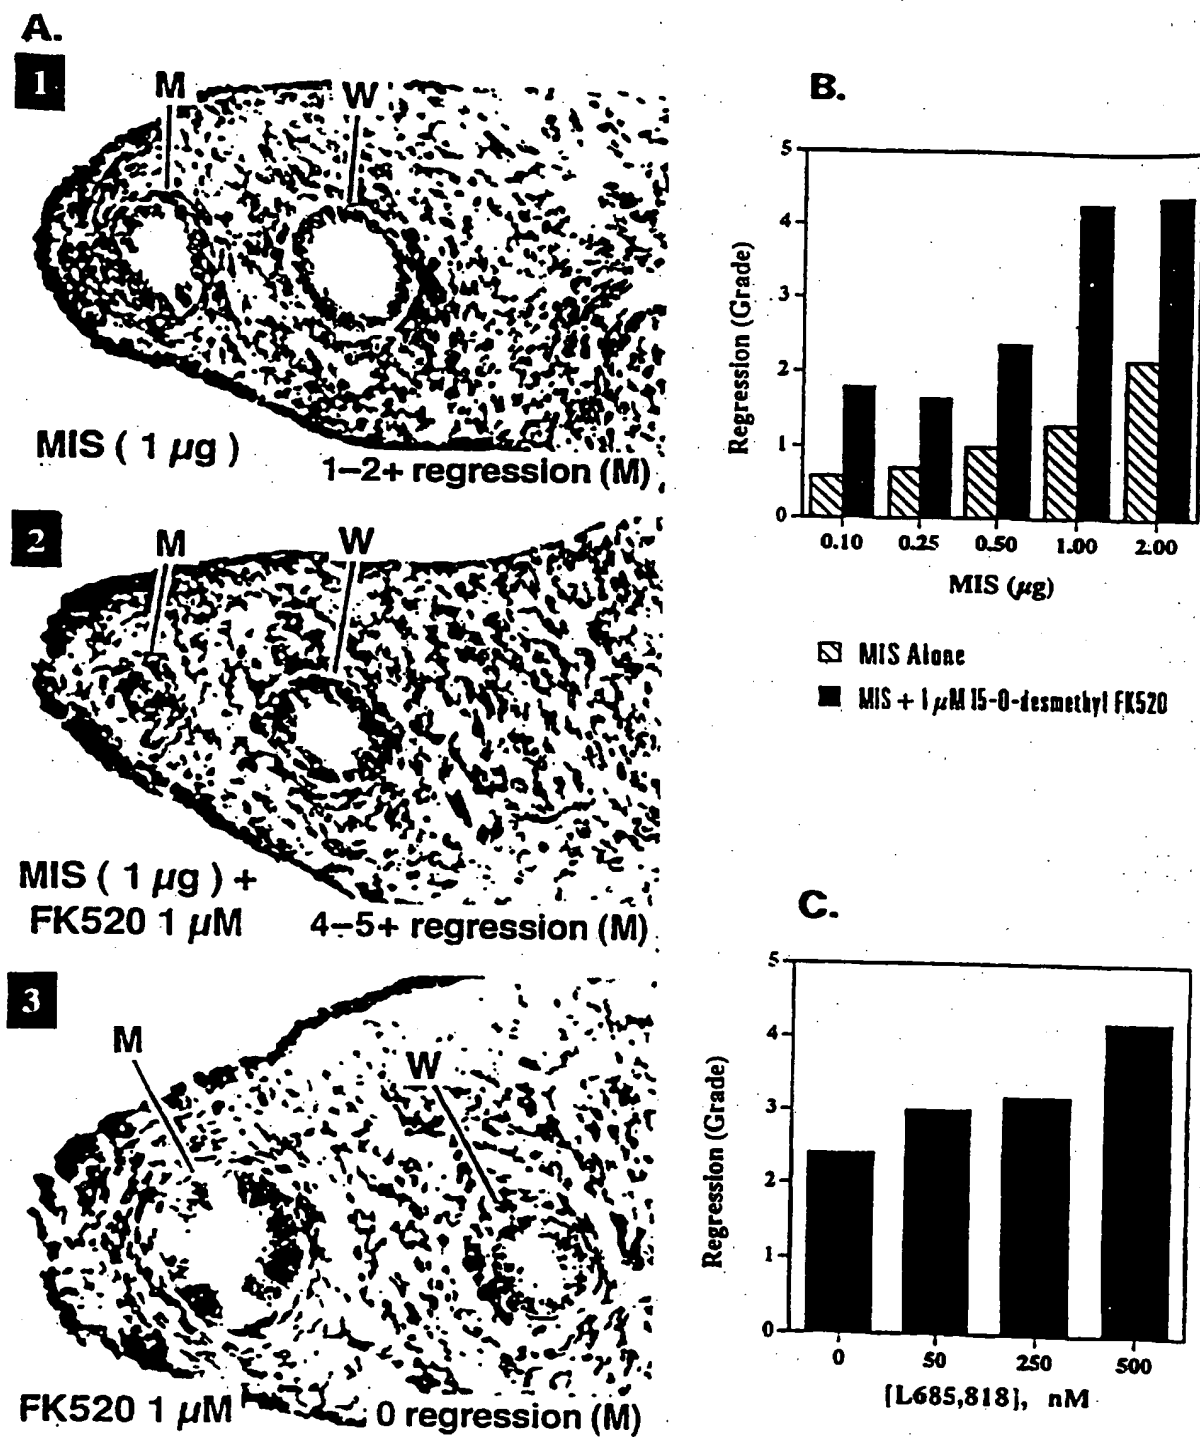 A.
1
M
W
MIS ( 1 µg )
1–2+ regression (M)
2
M
W
MIS ( 1 µg ) +
FK520 1 µM
4–5+ regression (M)
3
M
W
FK520 1 µM
0 regression (M)
B.
5
4
3
2
1
0
Regression (Grade)
0.10 0.25 0.50 1.00 2.00
MIS (µg)
MIS Alone
MIS + 1 µM 15-O-desmethyl FK520
C.
5
4
3
2
1
0
Regression (Grade)
0 50 250 500
[L685,818], nM